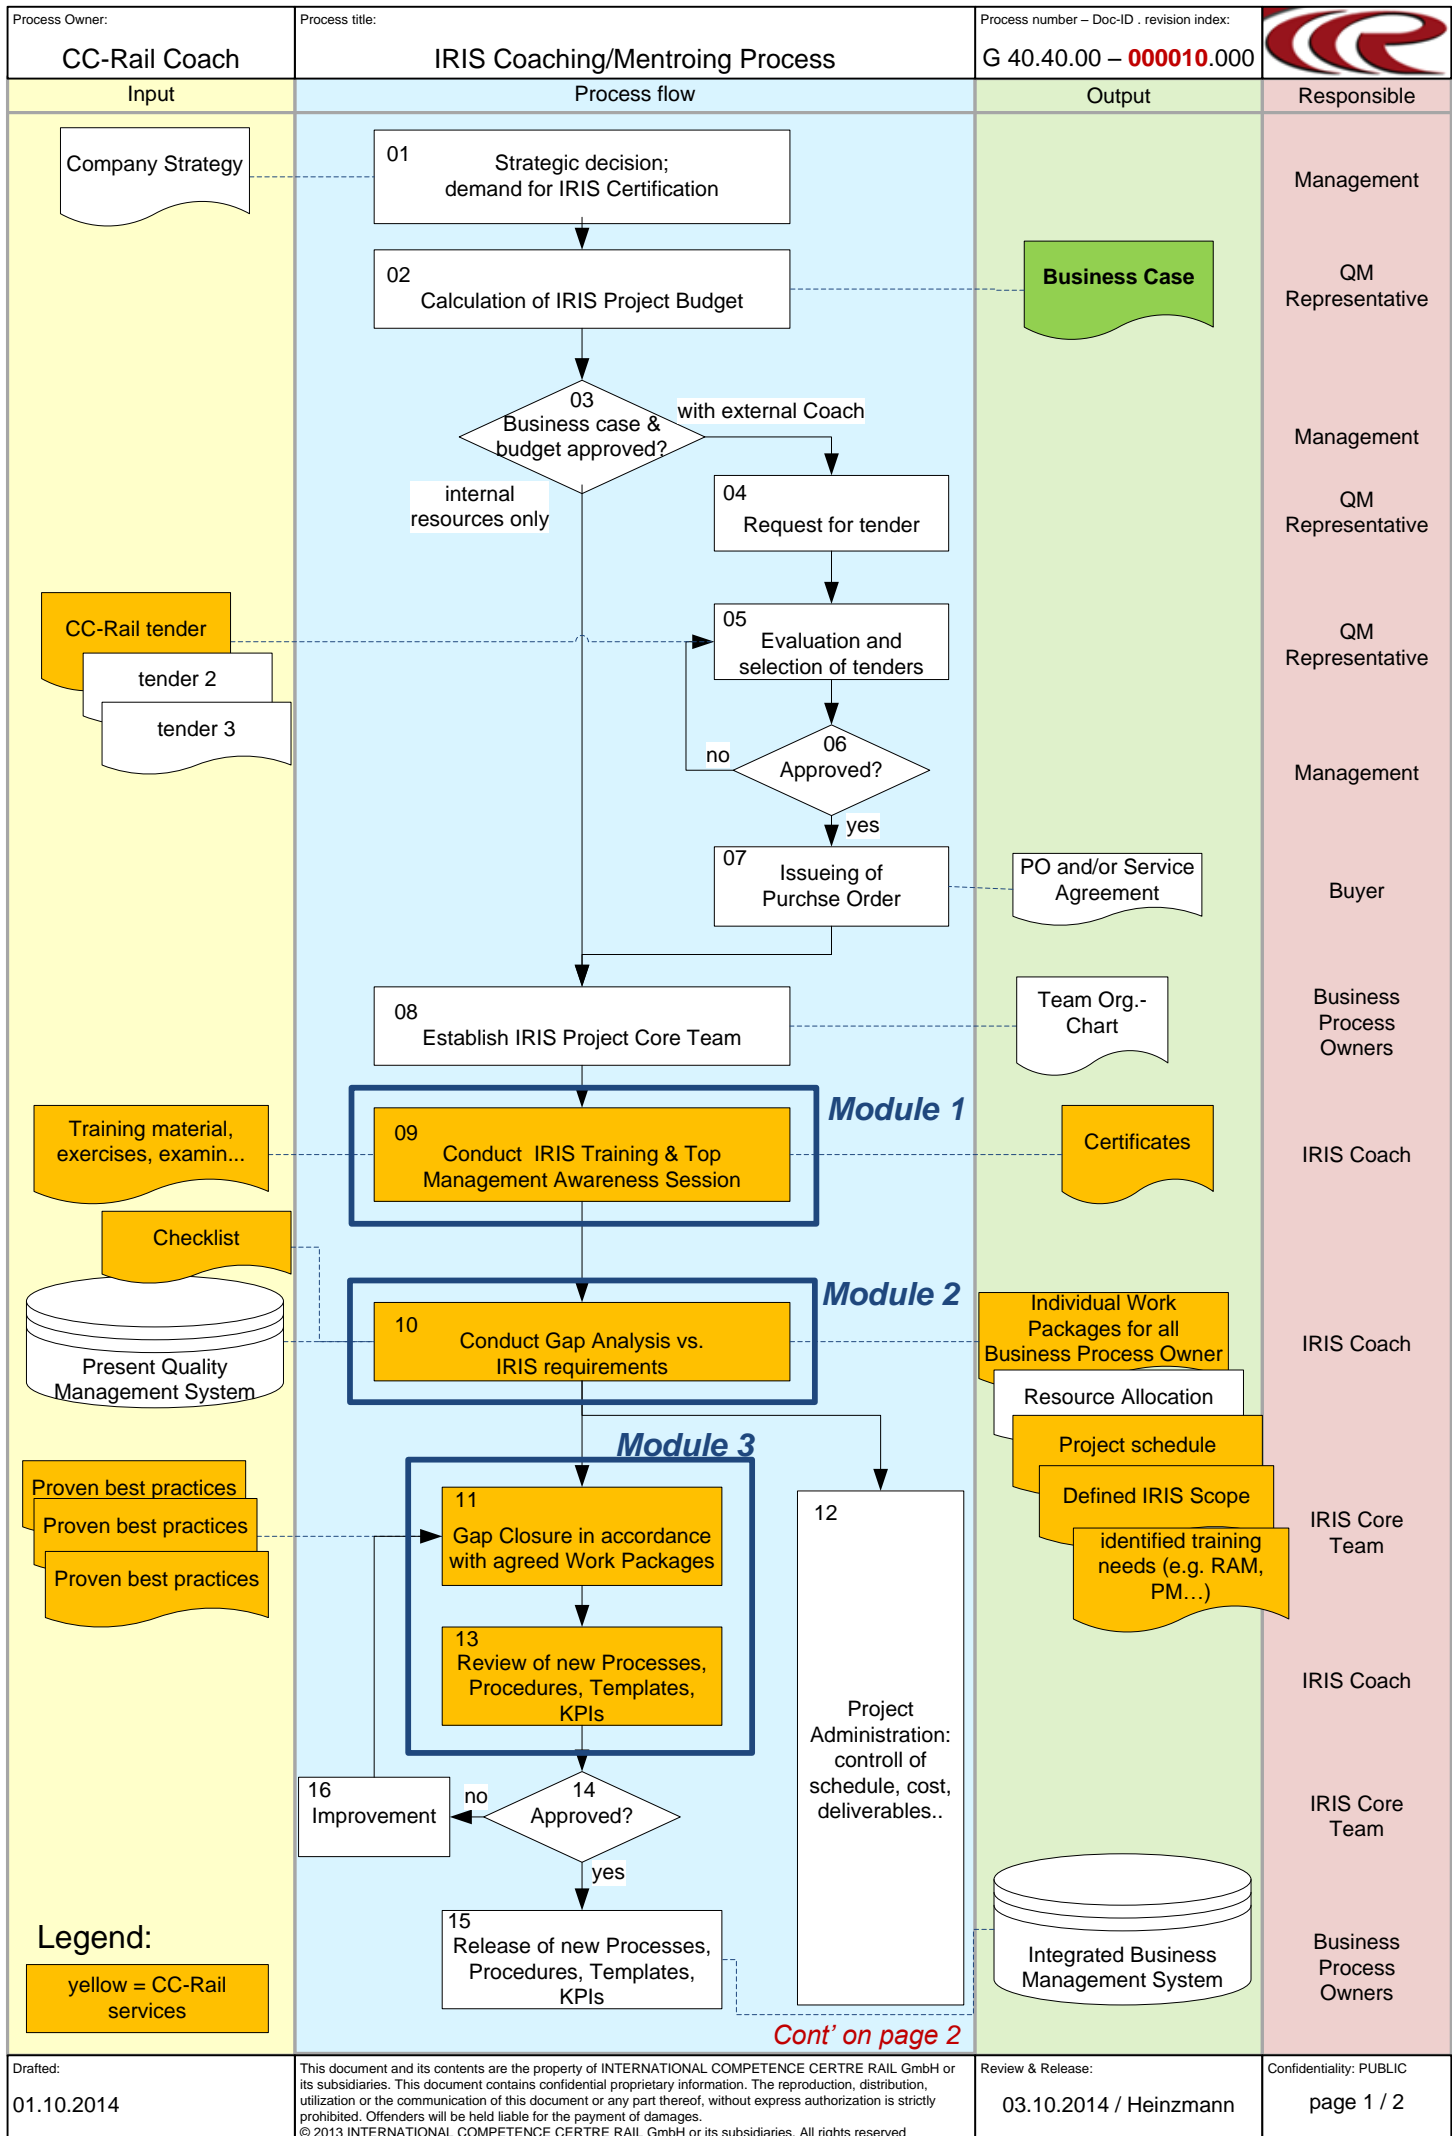 Process Owner:
CC-Rail Coach
Process title:
IRIS Coaching/Mentroing Process
Process number – Doc-ID . revision index:
G 40.40.00 – 000010.000
Input
Process flow
Output
Responsible
Company Strategy
01
Strategic decision;
demand for IRIS Certification
Management
02
Calculation of IRIS Project Budget
Business Case
QM
Representative
03
Business case &
budget approved?
with external Coach
internal
resources only
Management
04
Request for tender
QM
Representative
CC-Rail tender
tender 2
tender 3
05
Evaluation and
selection of tenders
QM
Representative
06
Approved?
no
yes
Management
07
Issueing of
Purchse Order
PO and/or Service
Agreement
Buyer
08
Establish IRIS Project Core Team
Team Org.-
Chart
Business
Process
Owners
Module 1
Training material,
exercises, examin...
09
Conduct IRIS Training & Top
Management Awareness Session
Certificates
IRIS Coach
Checklist
Present Quality
Management System
Module 2
10
Conduct Gap Analysis vs.
IRIS requirements
Individual Work
Packages for all
Business Process Owner
Resource Allocation
Project schedule
Defined IRIS Scope
identified training
needs (e.g. RAM,
PM…)
IRIS Coach
Module 3
Proven best practices
Proven best practices
Proven best practices
11
Gap Closure in accordance
with agreed Work Packages
12
Project
Administration:
controll of
schedule, cost,
deliverables..
IRIS Core
Team
13
Review of new Processes,
Procedures, Templates,
KPIs
IRIS Coach
16
Improvement
no
14
Approved?
yes
IRIS Core
Team
15
Release of new Processes,
Procedures, Templates,
KPIs
Integrated Business
Management System
Business
Process
Owners
Legend:
yellow = CC-Rail
services
Cont’ on page 2
Drafted:
01.10.2014
This document and its contents are the property of INTERNATIONAL COMPETENCE CERTRE RAIL GmbH or
its subsidiaries. This document contains confidential proprietary information. The reproduction, distribution,
utilization or the communication of this document or any part thereof, without express authorization is strictly
prohibited. Offenders will be held liable for the payment of damages.
© 2013 INTERNATIONAL COMPETENCE CERTRE RAIL GmbH or its subsidiaries. All rights reserved
Review & Release:
03.10.2014 / Heinzmann
Confidentiality: PUBLIC
page 1 / 2